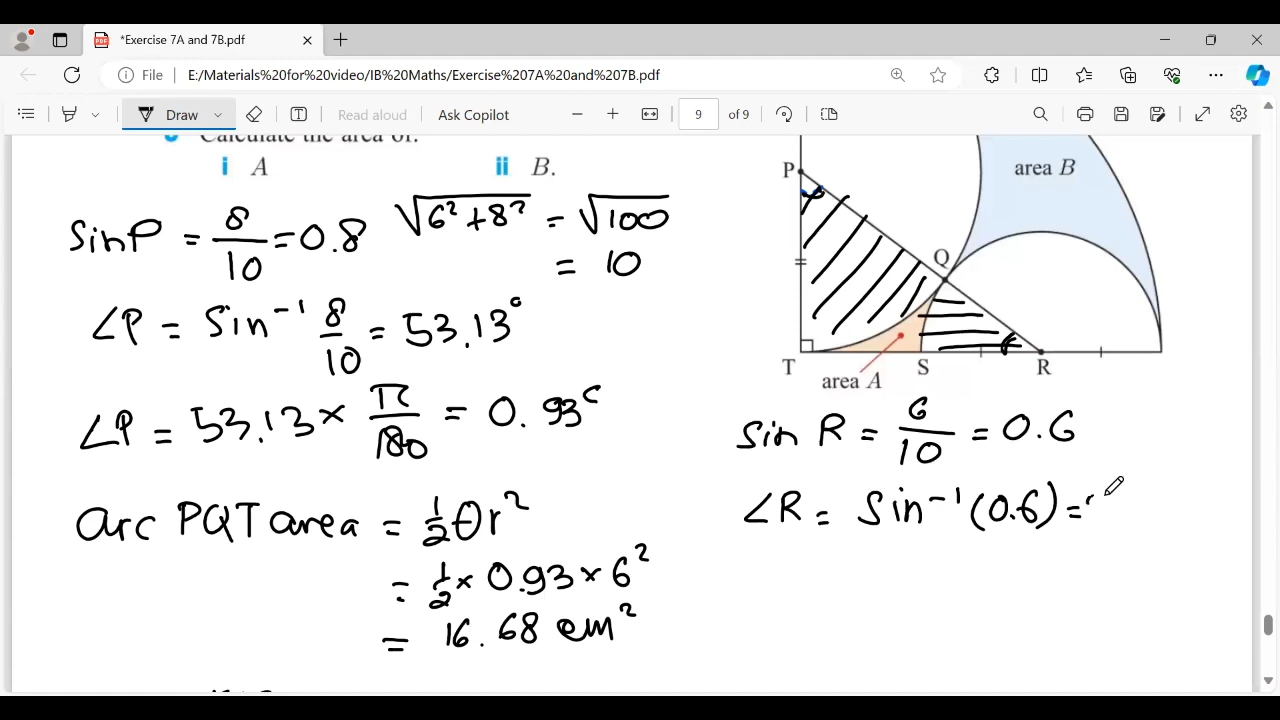 *Exercise 7A and 7B.pdf
File E:/Materials%20for%20video/IB%20Maths/Exercise%207A%20and%207B.pdf
Draw Read aloud Ask Copilot 9 of 9
Calculate the area of:
i A ii B.
P area B
Sin P = 8/10 = 0.8 √6²+8² = √100
= 10
Q
∠P = Sin⁻¹ 8/10 = 53.13°
T S R
area A
∠P = 53.13 × π/180 = 0.93ᶜ
Sin R = 6/10 = 0.6
arc PQT area = ½θr²
∠R = Sin⁻¹(0.6) =
= ½ × 0.93 × 6²
= 16.68 cm²